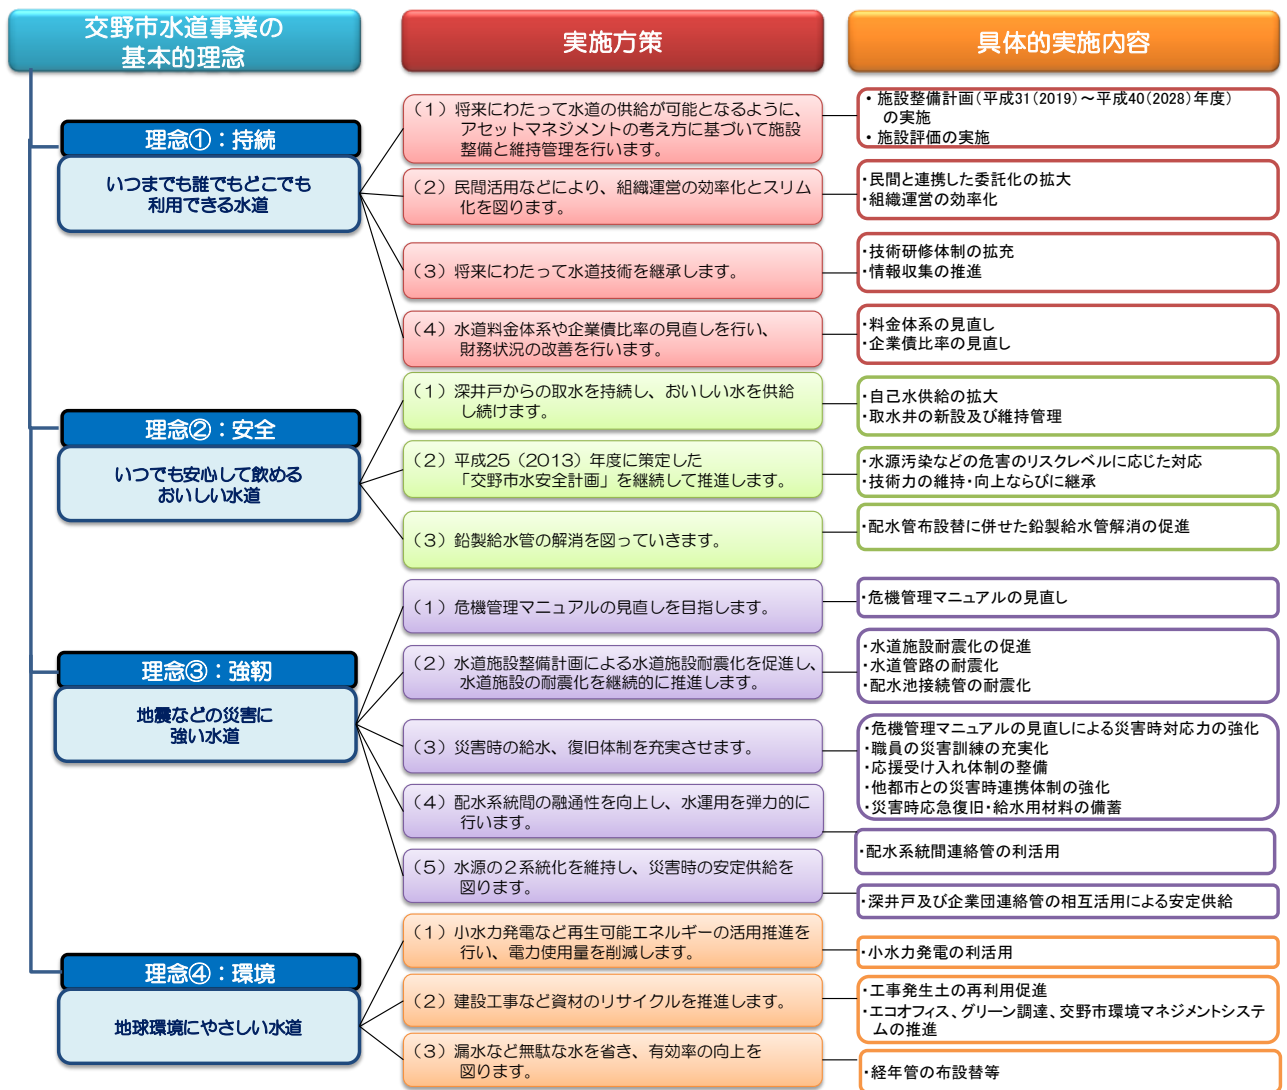 交野市水道事業の
基本的理念
実施方策
具体的実施内容
理念①：持続
いつまでも誰でもどこでも
利用できる水道
（1）将来にわたって水道の供給が可能となるように、
アセットマネジメントの考え方に基づいて施設
整備と維持管理を行います。
・施設整備計画（平成31（2019）～平成40（2028）年度）
の実施
・施設評価の実施
（2）民間活用などにより、組織運営の効率化とスリム
化を図ります。
・民間と連携した委託化の拡大
・組織運営の効率化
（3）将来にわたって水道技術を継承します。
・技術研修体制の拡充
・情報収集の推進
（4）水道料金体系や企業債比率の見直しを行い、
財務状況の改善を行います。
・料金体系の見直し
・企業債比率の見直し
理念②：安全
いつでも安心して飲める
おいしい水道
（1）深井戸からの取水を持続し、おいしい水を供給
し続けます。
・自己水供給の拡大
・取水井の新設及び維持管理
（2）平成25（2013）年度に策定した
「交野市水安全計画」を継続して推進します。
・水源汚染などの危害のリスクレベルに応じた対応
・技術力の維持・向上ならびに継承
（3）鉛製給水管の解消を図っていきます。
・配水管布設替に併せた鉛製給水管解消の促進
理念③：強靭
地震などの災害に
強い水道
（1）危機管理マニュアルの見直しを目指します。
・危機管理マニュアルの見直し
（2）水道施設整備計画による水道施設耐震化を促進し、
水道施設の耐震化を継続的に推進します。
・水道施設耐震化の促進
・水道管路の耐震化
・配水池接続管の耐震化
（3）災害時の給水、復旧体制を充実させます。
・危機管理マニュアルの見直しによる災害時対応力の強化
・職員の災害訓練の充実化
・応援受け入れ体制の整備
・他都市との災害時連携体制の強化
・災害時応急復旧・給水用材料の備蓄
（4）配水系統間の融通性を向上し、水運用を弾力的に
行います。
・配水系統間連絡管の利活用
（5）水源の２系統化を維持し、災害時の安定供給を
図ります。
・深井戸及び企業団連絡管の相互活用による安定供給
理念④：環境
地球環境にやさしい水道
（1）小水力発電など再生可能エネルギーの活用推進を
行い、電力使用量を削減します。
・小水力発電の利活用
（2）建設工事など資材のリサイクルを推進します。
・工事発生土の再利用促進
・エコオフィス、グリーン調達、交野市環境マネジメントシステ
ムの推進
（3）漏水など無駄な水を省き、有効率の向上を
図ります。
・経年管の布設替等